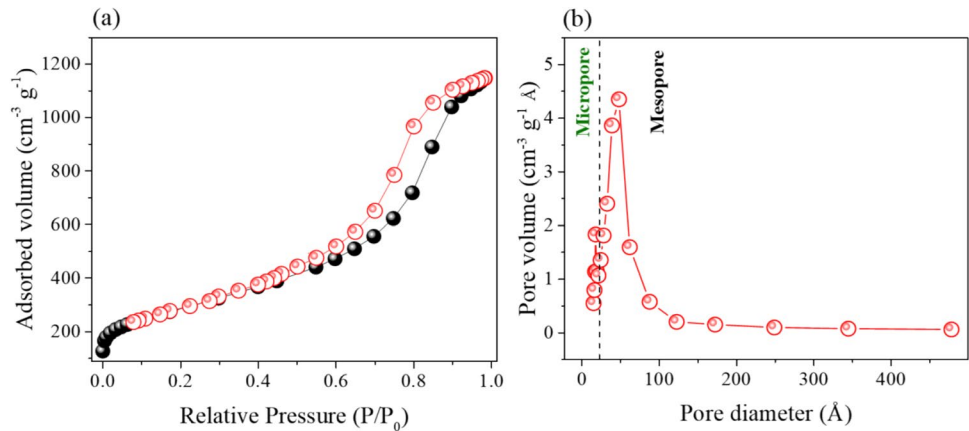 (a)
Adsorbed volume (cm⁻³ g⁻¹)
1200
1000
800
600
400
200
0.0
0.2
0.4
0.6
0.8
1.0
Relative Pressure (P/P₀)
(b)
Pore volume (cm⁻³ g⁻¹ Å)
5
4
3
2
1
0
Micropore
Mesopore
0
100
200
300
400
Pore diameter (Å)